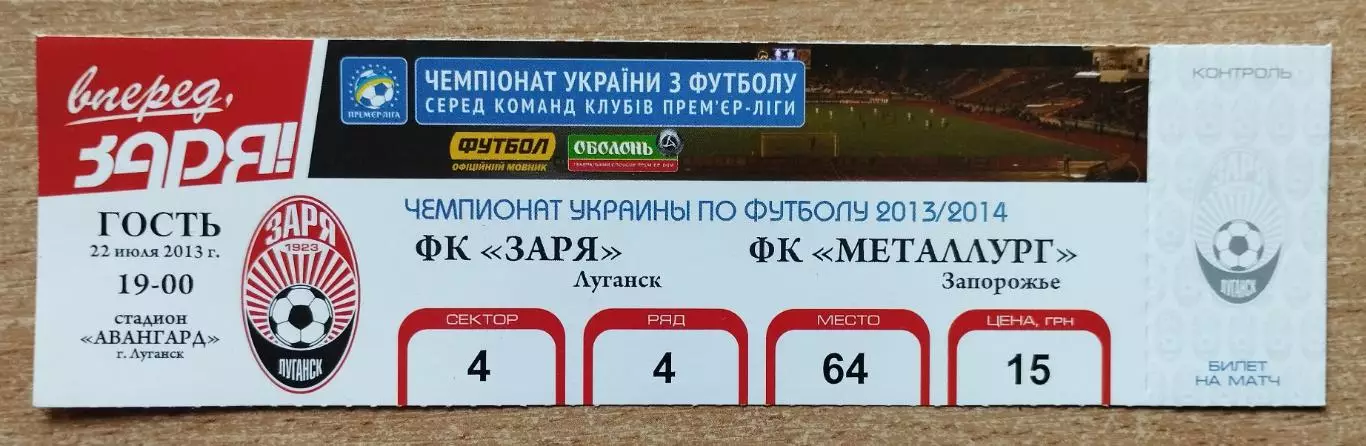 вперед,
ЗАРЯ!
ЧЕМПІОНАТ УКРАЇНИ З ФУТБОЛУ
СЕРЕД КОМАНД КЛУБІВ ПРЕМ'ЄР-ЛІГИ
ПРЕМ'ЄР-ЛІГА
ФУТБОЛ
ОФІЦІЙНИЙ МОВНИК
ОБОЛОНЬ
КОНТРОЛЬ
ГОСТЬ
22 июля 2013 г.
19-00
стадион
«АВАНГАРД»
г. Луганск
ЗАРЯ
1923
ЛУГАНСК
ЧЕМПИОНАТ УКРАИНЫ ПО ФУТБОЛУ 2013/2014
ФК «ЗАРЯ»
Луганск
ФК «МЕТАЛЛУРГ»
Запорожье
СЕКТОР
4
РЯД
4
МЕСТО
64
ЦЕНА, ГРН
15
ЗАРЯ
ЛУГАНСК
БИЛЕТ
НА МАТЧ